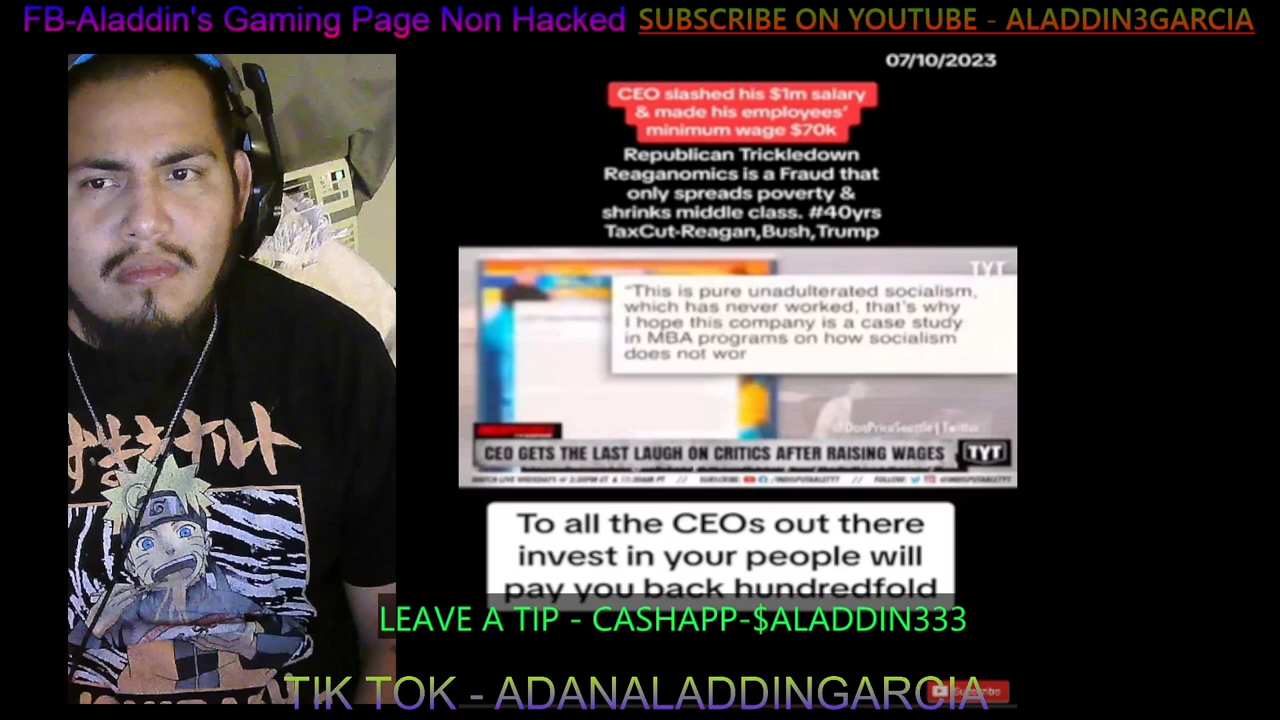 FB-Aladdin's Gaming Page Non Hacked
SUBSCRIBE ON YOUTUBE - ALADDIN3GARCIA
07/10/2023
CEO slashed his $1m salary
& made his employees'
minimum wage $70k
Republican Trickledown
Reaganomics is a Fraud that
only spreads poverty &
shrinks middle class. #40yrs
TaxCut-Reagan,Bush,Trump
TYT
"This is pure unadulterated socialism,
which has never worked, that's why
I hope this company is a case study
in MBA programs on how socialism
does not wor
@DonPriceSeattle | Twitter
CEO GETS THE LAST LAUGH ON CRITICS AFTER RAISING WAGES
TYT
To all the CEOs out there
invest in your people will
pay you back hundredfold
LEAVE A TIP - CASHAPP-$ALADDIN333
TIK TOK - ADANALADDINGARCIA
Subscribe